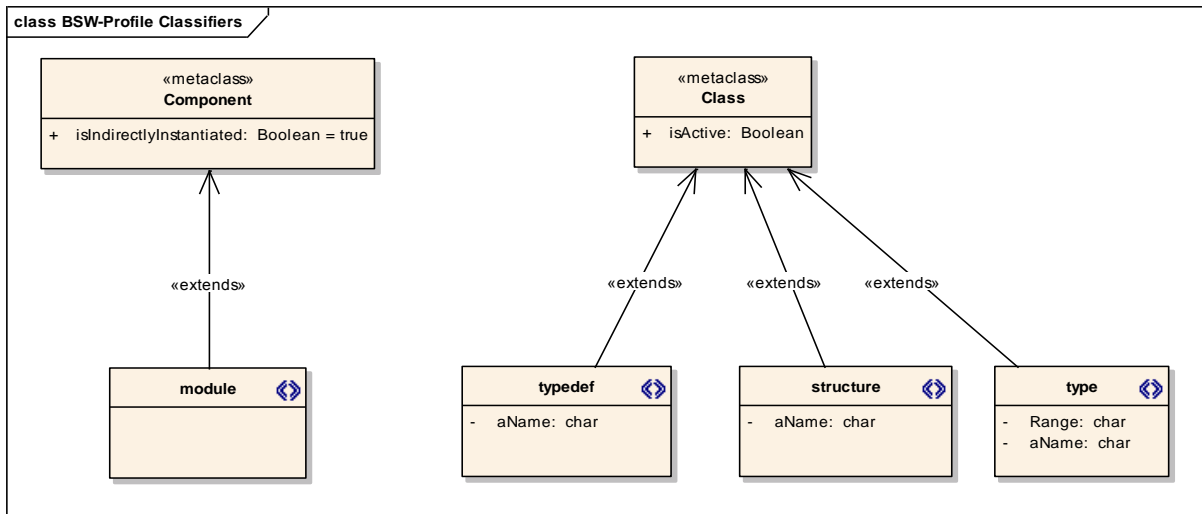 class BSW-Profile Classifiers
«metaclass»
Component
+ isIndirectlyInstantiated: Boolean = true
«metaclass»
Class
+ isActive: Boolean
«extends»
«extends»
«extends»
«extends»
module
typedef
- aName: char
structure
- aName: char
type
- Range: char
- aName: char